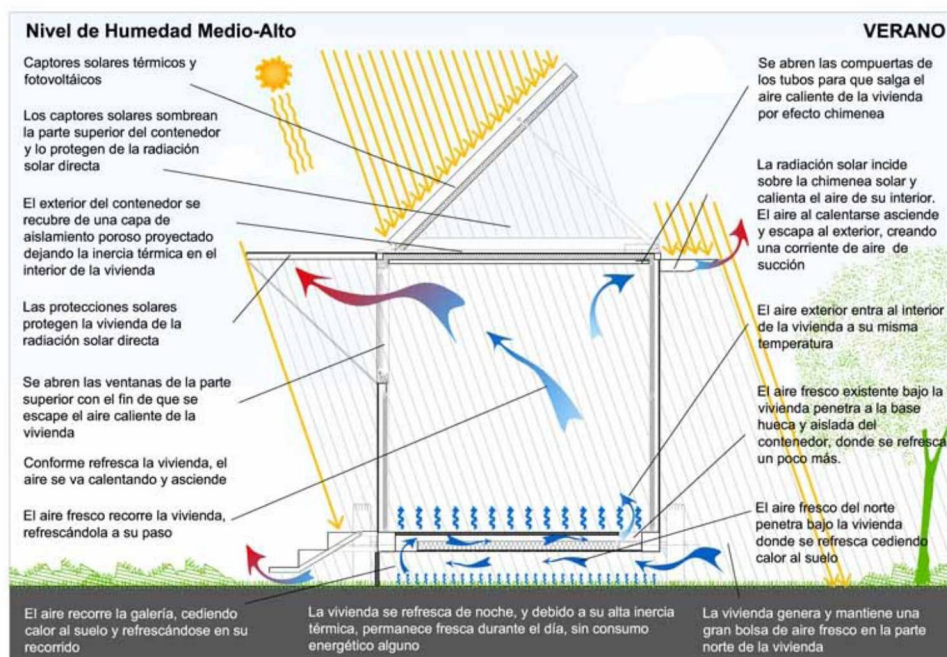 Nivel de Humedad Medio-Alto
VERANO
Captores solares térmicos y
fotovoltáicos
Los captores solares sombrean
la parte superior del contenedor
y lo protegen de la radiación
solar directa
El exterior del contenedor se
recubre de una capa de
aislamiento poroso proyectado
dejando la inercia térmica en el
interior de la vivienda
Las protecciones solares
protegen la vivienda de la
radiación solar directa
Se abren las ventanas de la parte
superior con el fin de que se
escape el aire caliente de la
vivienda
Conforme refresca la vivienda, el
aire se va calentando y asciende
El aire fresco recorre la vivienda,
refrescándola a su paso
Se abren las compuertas de
los tubos para que salga el
aire caliente de la vivienda
por efecto chimenea
La radiación solar incide
sobre la chimenea solar y
calienta el aire de su interior.
El aire al calentarse asciende
y escapa al exterior, creando
una corriente de aire de
succión
El aire exterior entra al interior
de la vivienda a su misma
temperatura
El aire fresco existente bajo la
vivienda penetra a la base
hueca y aislada del
contenedor, donde se refresca
un poco más.
El aire fresco del norte
penetra bajo la vivienda
donde se refresca cediendo
calor al suelo
El aire recorre la galería, cediendo
calor al suelo y refrescándose en su
recorrido
La vivienda se refresca de noche, y debido a su alta inercia
térmica, permanece fresca durante el día, sin consumo
energético alguno
La vivienda genera y mantiene una
gran bolsa de aire fresco en la parte
norte de la vivienda